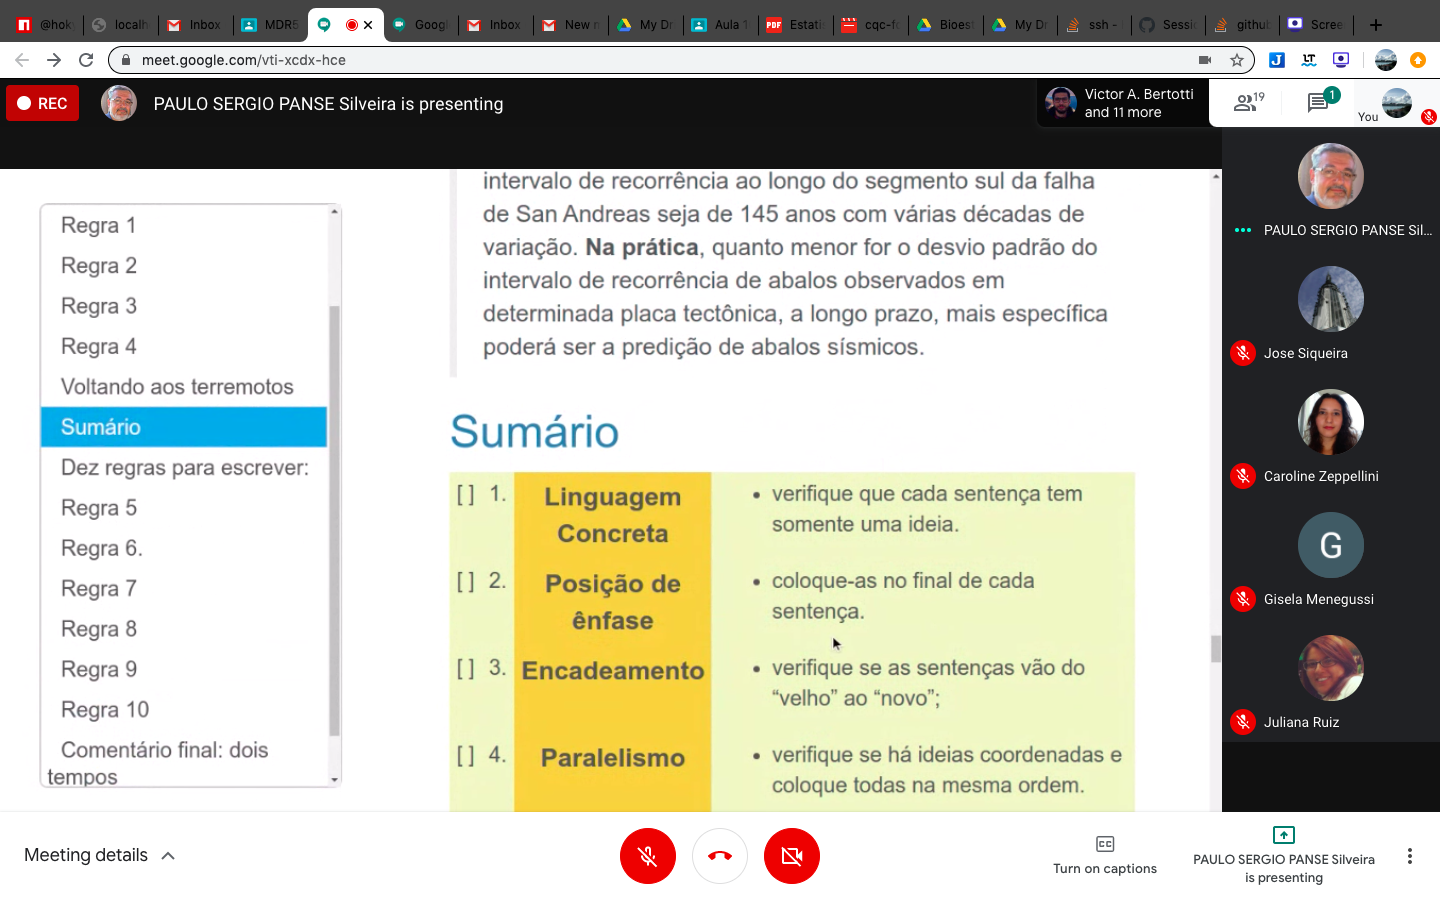 @hok
localh
Inbox
MDR5
Googl
Inbox
New m
My Dr
Aula 1
PDF
Estati
cqc-fo
Bioest
My Dr
ssh -
Sessio
github
Scree
meet.google.com/vti-xcdx-hce
REC
PAULO SERGIO PANSE Silveira is presenting
Victor A. Bertotti
and 11 more
19
1
You
intervalo de recorrência ao longo do segmento sul da falha
de San Andreas seja de 145 anos com várias décadas de
variação. Na prática, quanto menor for o desvio padrão do
intervalo de recorrência de abalos observados em
determinada placa tectônica, a longo prazo, mais específica
poderá ser a predição de abalos sísmicos.
Regra 1
Regra 2
Regra 3
Regra 4
Voltando aos terremotos
Sumário
Dez regras para escrever:
Regra 5
Regra 6.
Regra 7
Regra 8
Regra 9
Regra 10
Comentário final: dois
tempos
Sumário
[ ] 1. Linguagem Concreta
• verifique que cada sentença tem
somente uma ideia.
[ ] 2. Posição de ênfase
• coloque-as no final de cada
sentença.
[ ] 3. Encadeamento
• verifique se as sentenças vão do
“velho” ao “novo”;
[ ] 4. Paralelismo
• verifique se há ideias coordenadas e
coloque todas na mesma ordem.
PAULO SERGIO PANSE Sil...
Jose Siqueira
Caroline Zeppellini
G
Gisela Menegussi
Juliana Ruiz
Meeting details
Turn on captions
PAULO SERGIO PANSE Silveira
is presenting